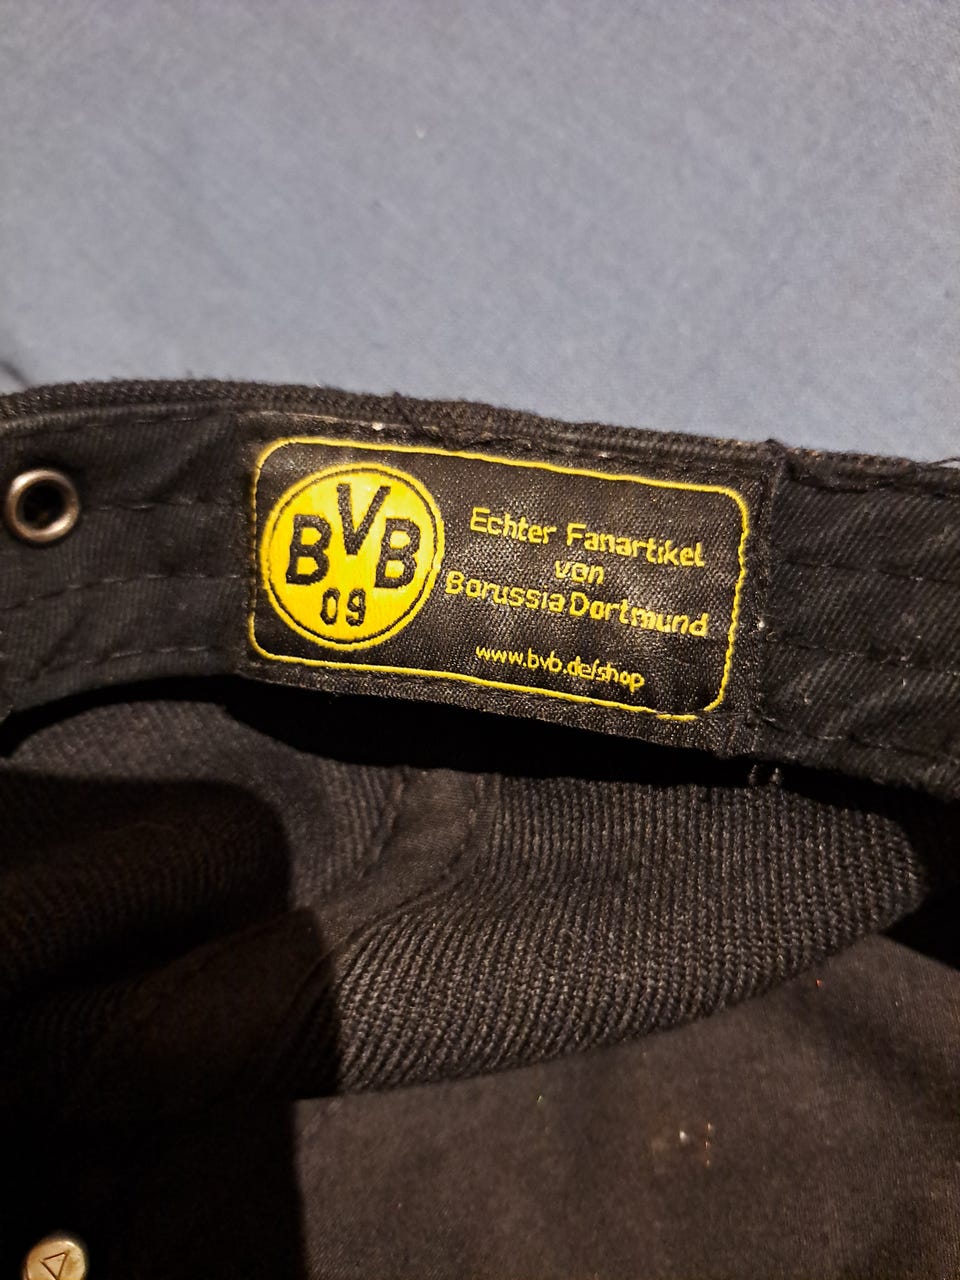 BVB
09
Echter Fanartikel
von
Borussia Dortmund
www.bvb.de/shop